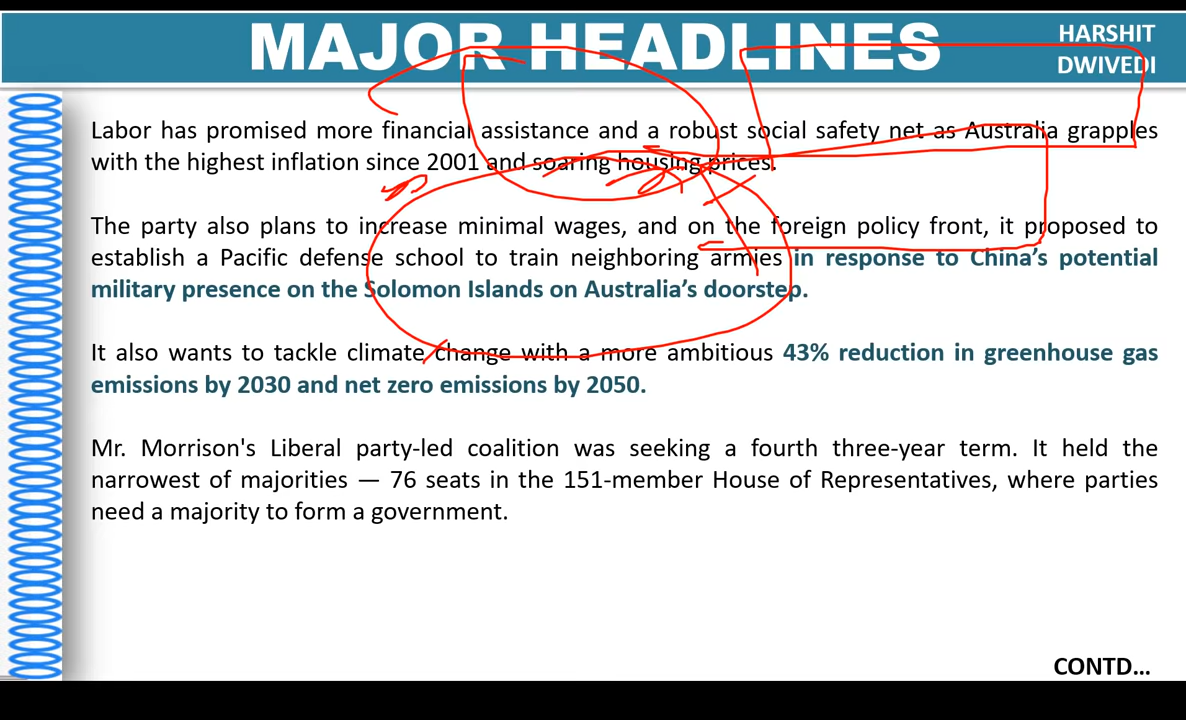 MAJOR HEADLINES
HARSHIT
DWIVEDI
Labor has promised more financial assistance and a robust social safety net as Australia grapples
with the highest inflation since 2001 and soaring housing prices.
The party also plans to increase minimal wages, and on the foreign policy front, it proposed to
establish a Pacific defense school to train neighboring armies in response to China’s potential
military presence on the Solomon Islands on Australia’s doorstep.
It also wants to tackle climate change with a more ambitious 43% reduction in greenhouse gas
emissions by 2030 and net zero emissions by 2050.
Mr. Morrison's Liberal party-led coalition was seeking a fourth three-year term. It held the
narrowest of majorities — 76 seats in the 151-member House of Representatives, where parties
need a majority to form a government.
CONTD...